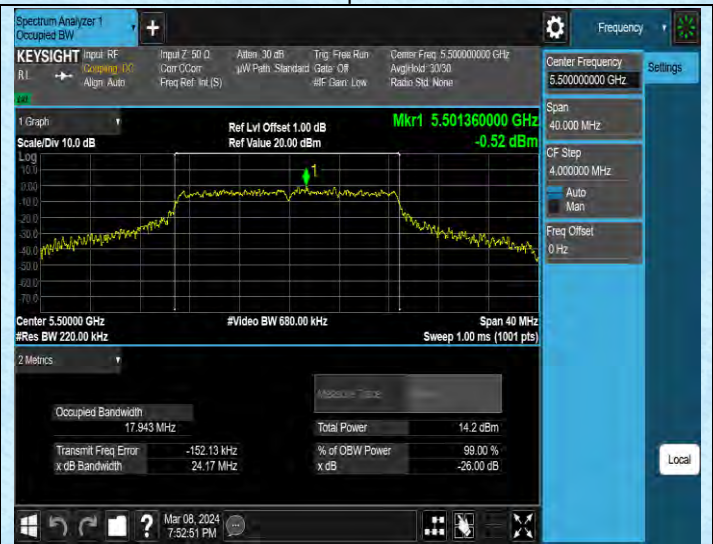 Spectrum Analyzer 1
Occupied BW
+
Frequency
KEYSIGHT Input: RF
RL Coupling: DC
Align: Auto
Input Z: 50 Ω
Corr CCorr
Freq Ref: Int (S)
Atten: 30 dB
µW Path: Standard
Trig: Free Run
Gate: Off
#IF Gain: Low
Center Freq: 5.500000000 GHz
Avg|Hold: 30/30
Radio Std: None
Center Frequency
5.500000000 GHz
Settings
Span
40.000 MHz
CF Step
4.000000 MHz
Auto
Man
Freq Offset
0 Hz
1 Graph
Scale/Div 10.0 dB
Ref Lvl Offset 1.00 dB
Ref Value 20.00 dBm
Mkr1 5.501360000 GHz
-0.52 dBm
Log
10.0
0.00
-10.0
-20.0
-30.0
-40.0
-50.0
-60.0
-70.0
1
Center 5.50000 GHz
#Res BW 220.00 kHz
#Video BW 680.00 kHz
Span 40 MHz
Sweep 1.00 ms (1001 pts)
2 Metrics
Measure Trace
Occupied Bandwidth
17.943 MHz
Total Power 14.2 dBm
Transmit Freq Error -152.13 kHz
% of OBW Power 99.00 %
x dB Bandwidth 24.17 MHz
x dB -26.00 dB
Local
?
Mar 08, 2024
7:52:51 PM